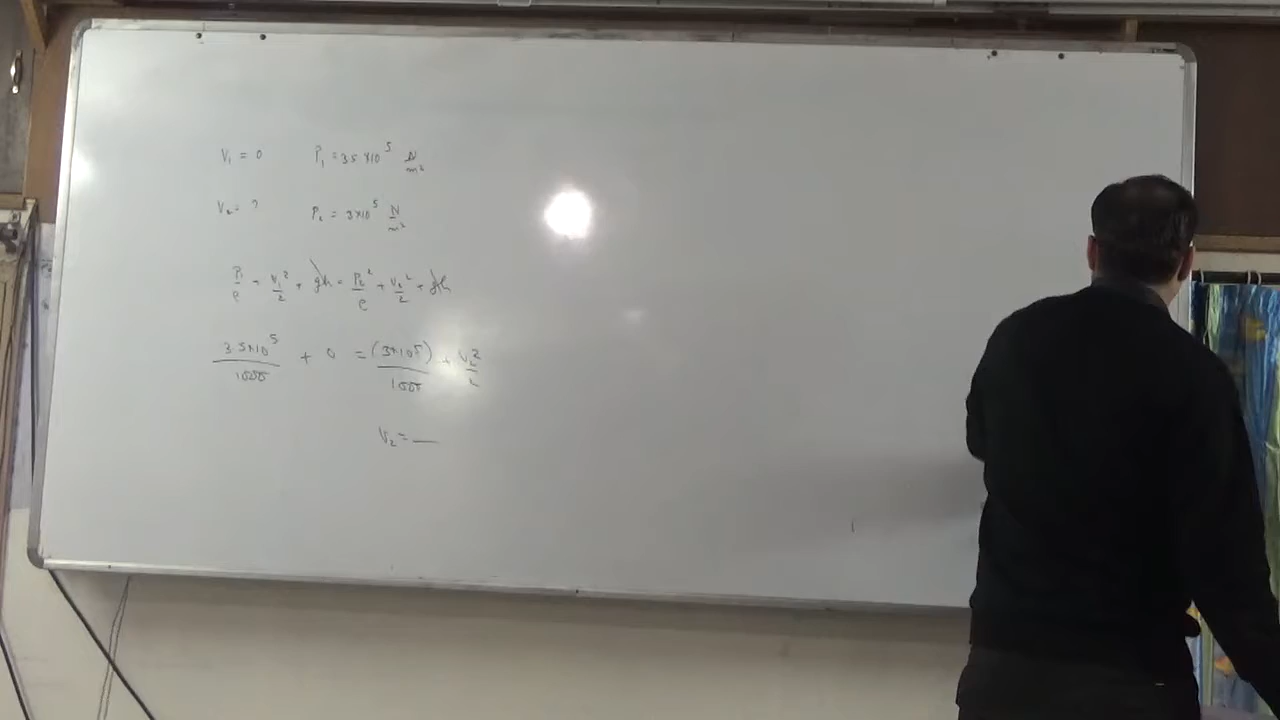 V₁ = 0 P₁ = 3.5 × 10⁵ N/m²
V₂ = ? P₂ = 3×10⁵ N/m²
P₁/ρ + V₁²/2 + gh = P₂²/ρ + V₂²/2 + gh
3.5×10⁵/1000 + 0 = (3×10⁵)/1000 + V₂²/2
V₂ = —